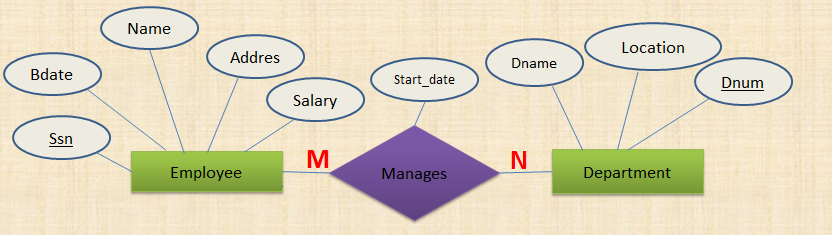 Name
Addres
Bdate
Salary
Ssn
Employee
M
Start_date
Manages
N
Dname
Location
Dnum
Department